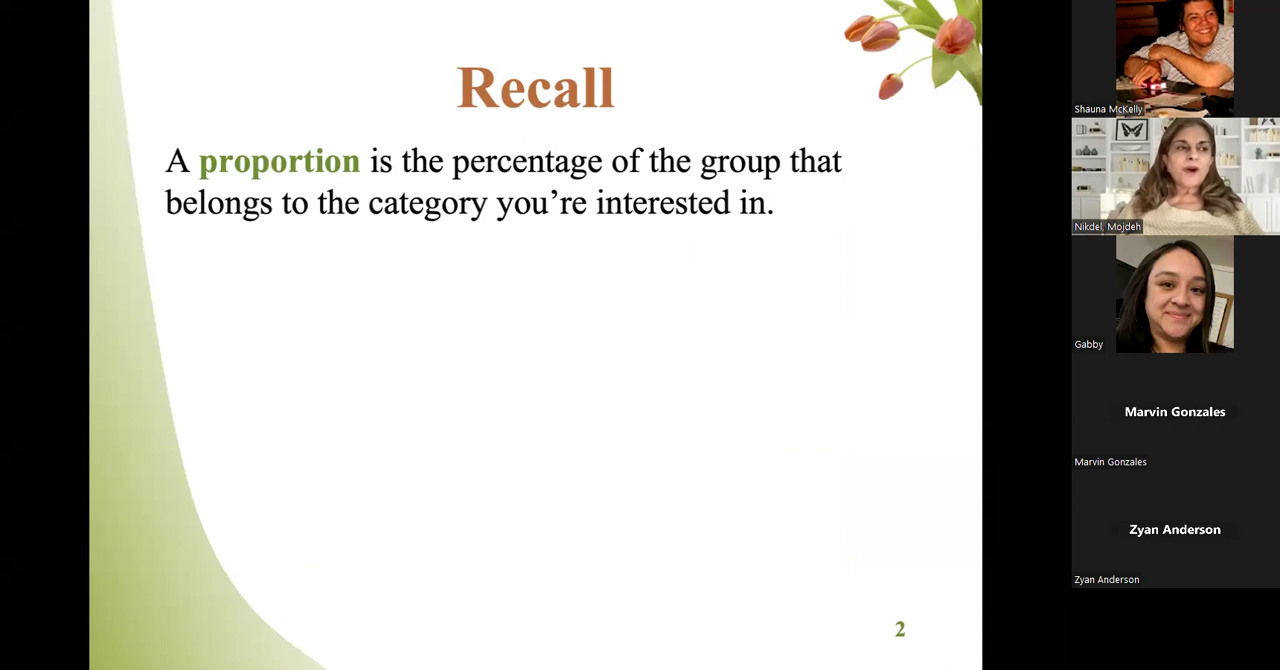 Recall
A proportion is the percentage of the group that
belongs to the category you’re interested in.
2
Shauna McKelly
Nikdel, Mojdeh
Gabby
Marvin Gonzales
Marvin Gonzales
Zyan Anderson
Zyan Anderson